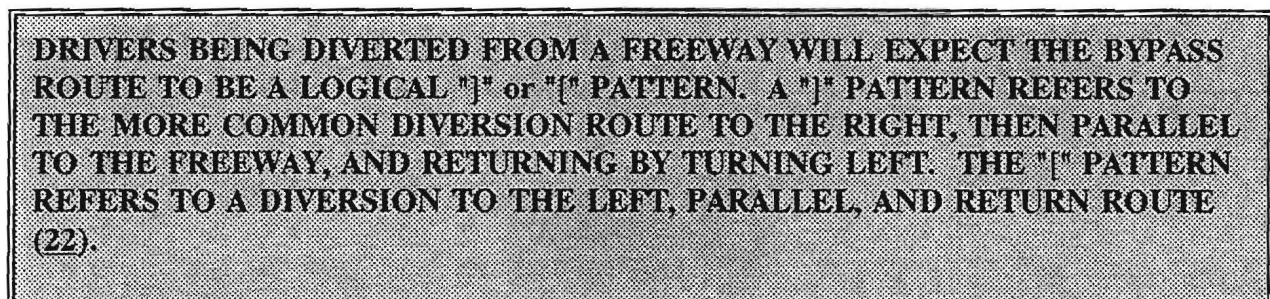 DRIVERS BEING DIVERTED FROM A FREEWAY WILL EXPECT THE BYPASS
ROUTE TO BE A LOGICAL "]" or "[" PATTERN. A "]" PATTERN REFERS TO
THE MORE COMMON DIVERSION ROUTE TO THE RIGHT, THEN PARALLEL
TO THE FREEWAY, AND RETURNING BY TURNING LEFT. THE "[" PATTERN
REFERS TO A DIVERSION TO THE LEFT, PARALLEL, AND RETURN ROUTE
(22).